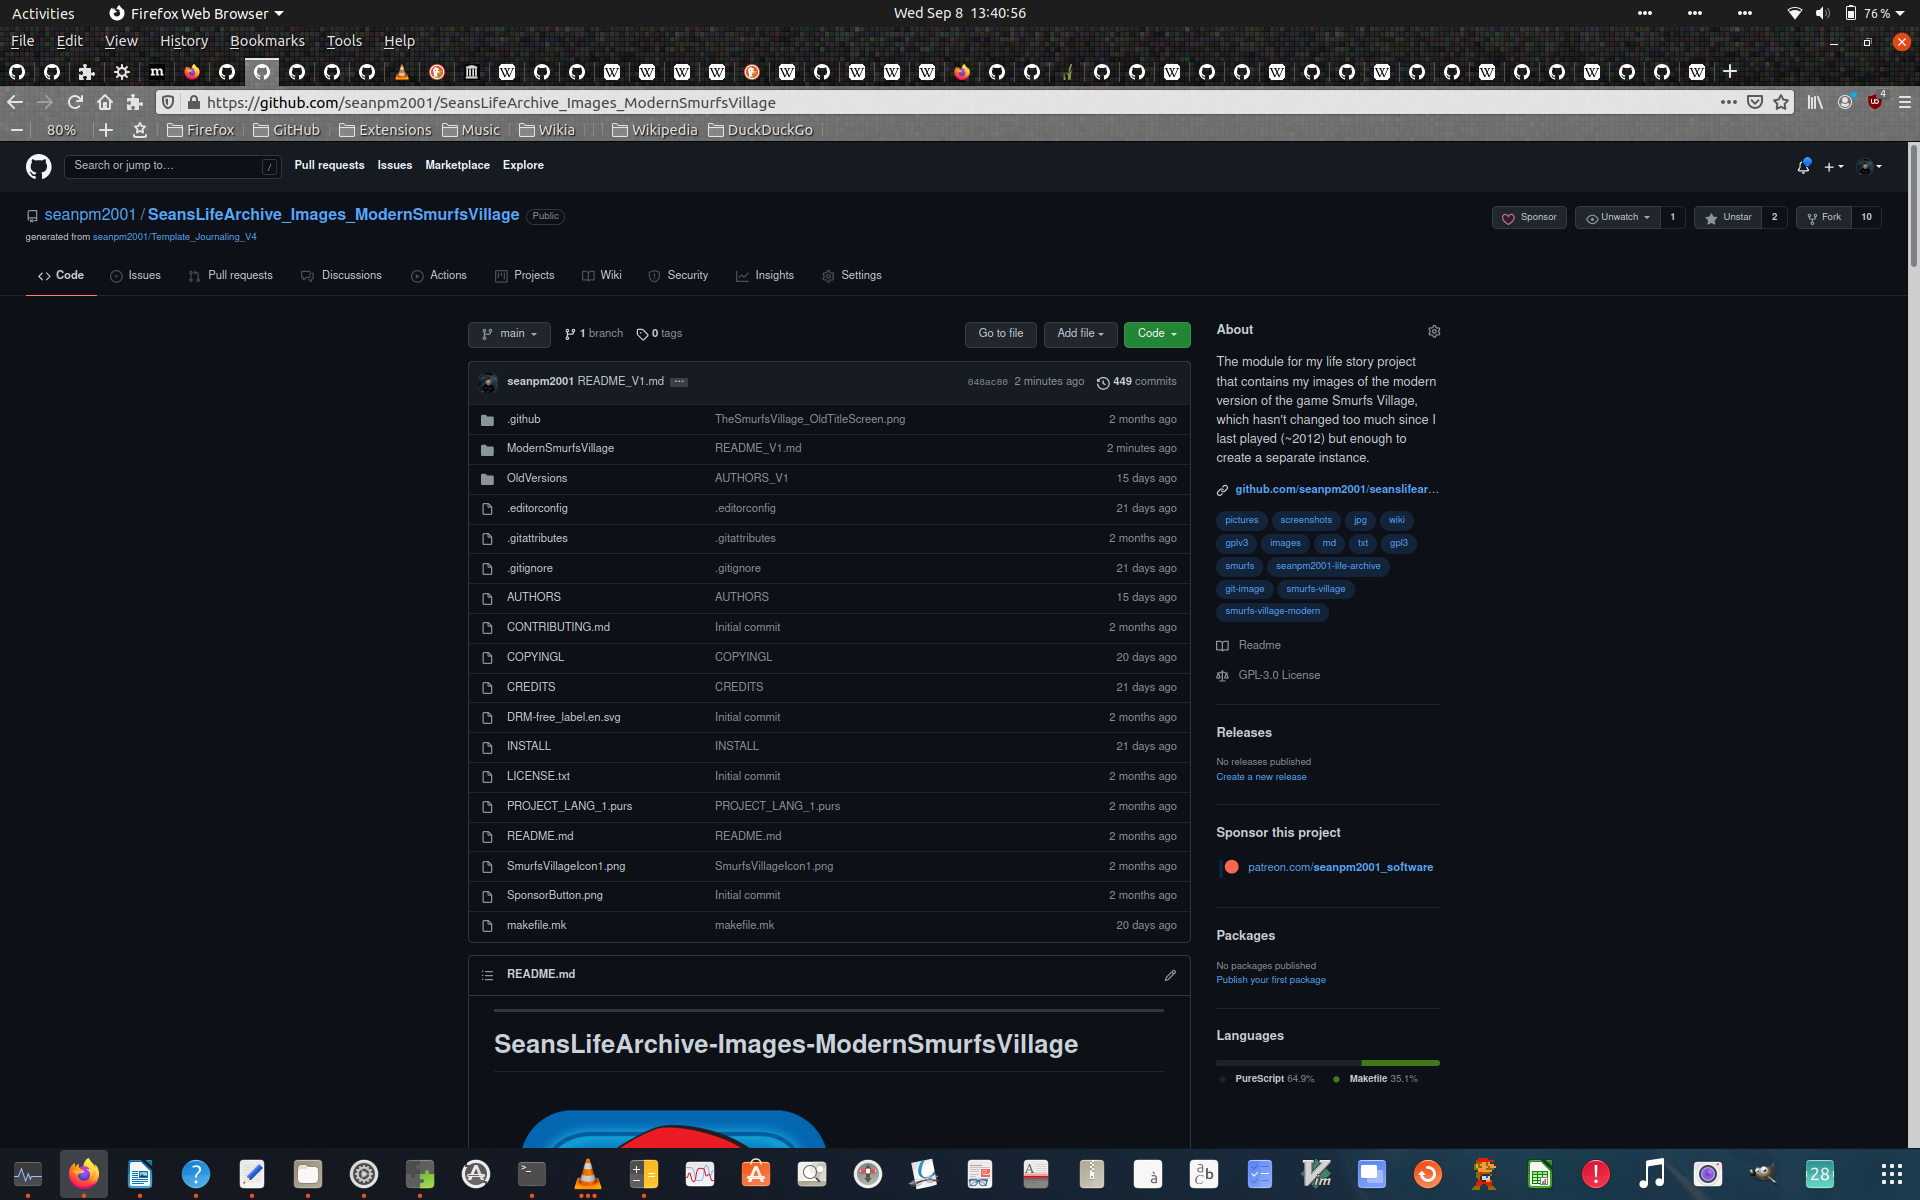 Activities Firefox Web Browser Wed Sep 8 13:40:56 76 %
File Edit View History Bookmarks Tools Help
https://github.com/seanpm2001/SeansLifeArchive_Images_ModernSmurfsVillage 4
80% Firefox GitHub Extensions Music Wikia Wikipedia DuckDuckGo
Search or jump to… / Pull requests Issues Marketplace Explore
seanpm2001 / SeansLifeArchive_Images_ModernSmurfsVillage Public Sponsor Unwatch 1 Unstar 2 Fork 10
generated from seanpm2001/Template_Journaling_V4
Code Issues Pull requests Discussions Actions Projects Wiki Security Insights Settings
main 1 branch 0 tags Go to file Add file Code
seanpm2001 README_V1.md 048ac80 2 minutes ago 449 commits
.github TheSmurfsVillage_OldTitleScreen.png 2 months ago
ModernSmurfsVillage README_V1.md 2 minutes ago
OldVersions AUTHORS_V1 15 days ago
.editorconfig .editorconfig 21 days ago
.gitattributes .gitattributes 2 months ago
.gitignore .gitignore 21 days ago
AUTHORS AUTHORS 15 days ago
CONTRIBUTING.md Initial commit 2 months ago
COPYINGL COPYINGL 20 days ago
CREDITS CREDITS 21 days ago
DRM-free_label.en.svg Initial commit 2 months ago
INSTALL INSTALL 21 days ago
LICENSE.txt Initial commit 2 months ago
PROJECT_LANG_1.purs PROJECT_LANG_1.purs 2 months ago
README.md README.md 2 months ago
SmurfsVillageIcon1.png SmurfsVillageIcon1.png 2 months ago
SponsorButton.png Initial commit 2 months ago
makefile.mk makefile.mk 20 days ago
README.md
SeansLifeArchive-Images-ModernSmurfsVillage
About
The module for my life story project
that contains my images of the modern
version of the game Smurfs Village,
which hasn't changed too much since I
last played (~2012) but enough to
create a separate instance.
github.com/seanpm2001/seanslifear…
pictures screenshots jpg wiki
gplv3 images md txt gpl3
smurfs seanpm2001-life-archive
git-image smurfs-village
smurfs-village-modern
Readme
GPL-3.0 License
Releases
No releases published
Create a new release
Sponsor this project
patreon.com/seanpm2001_software
Packages
No packages published
Publish your first package
Languages
PureScript 64.9% Makefile 35.1%
28